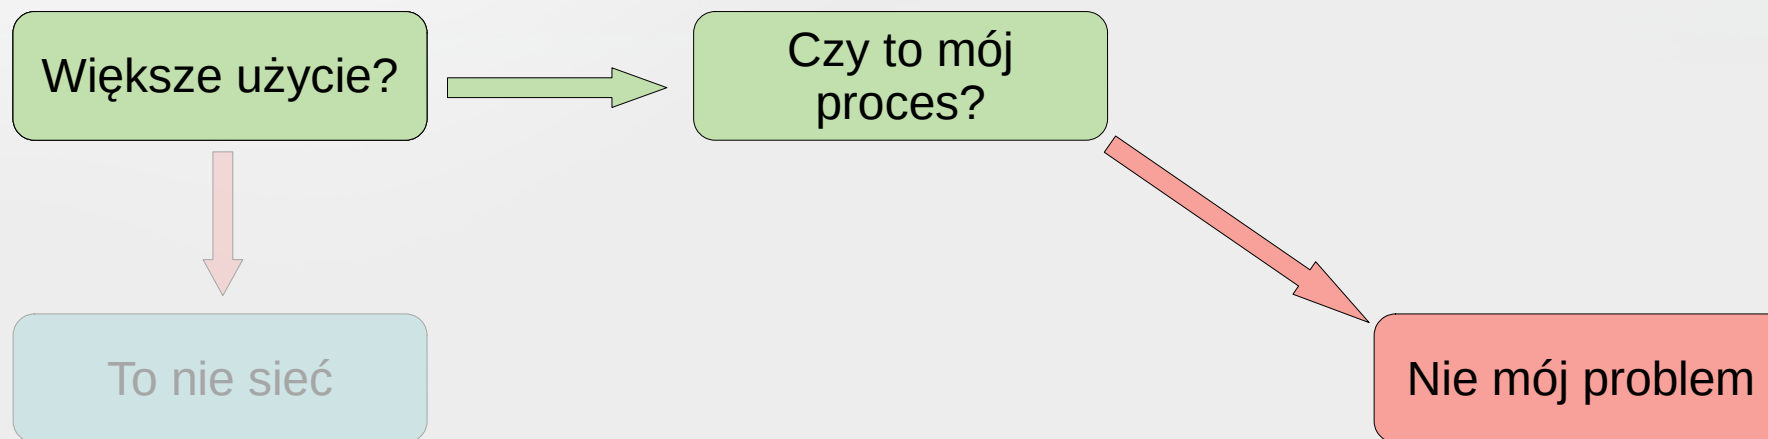 Większe użycie?
Czy to mój
proces?
To nie sieć
Nie mój problem